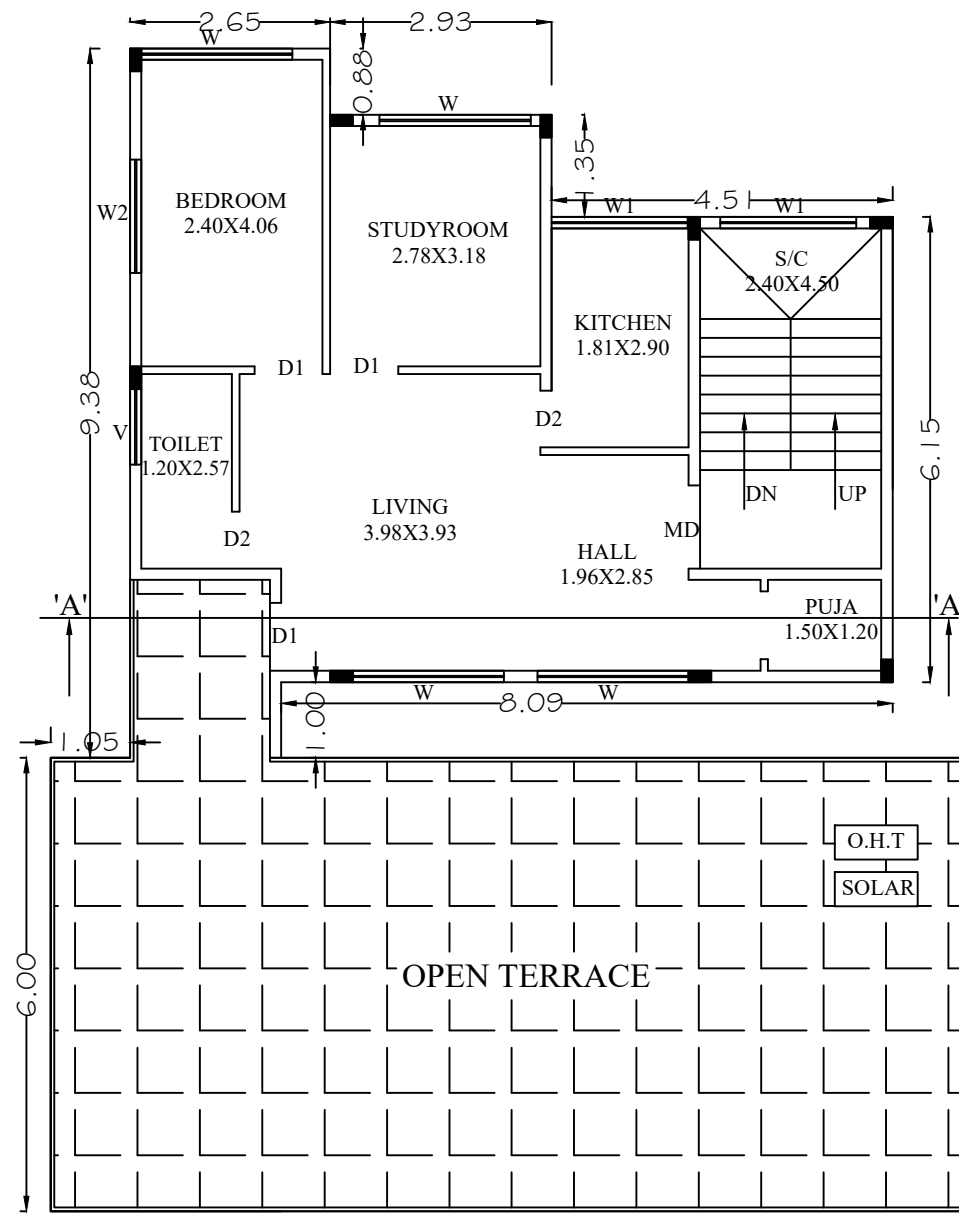 2.65
2.93
W
0.88
W
1.35
4.51
W1
W1
BEDROOM
2.40X4.06
W2
STUDYROOM
2.78X3.18
S/C
2.40X4.50
KITCHEN
1.81X2.90
D1
D1
9.38
D2
V
TOILET
1.20X2.57
6.15
DN
UP
LIVING
3.98X3.93
D2
MD
HALL
1.96X2.85
'A'
'A
PUJA
1.50X1.20
D1
W
W
8.09
1.00
1.05
O.H.T
SOLAR
6.00
OPEN TERRACE